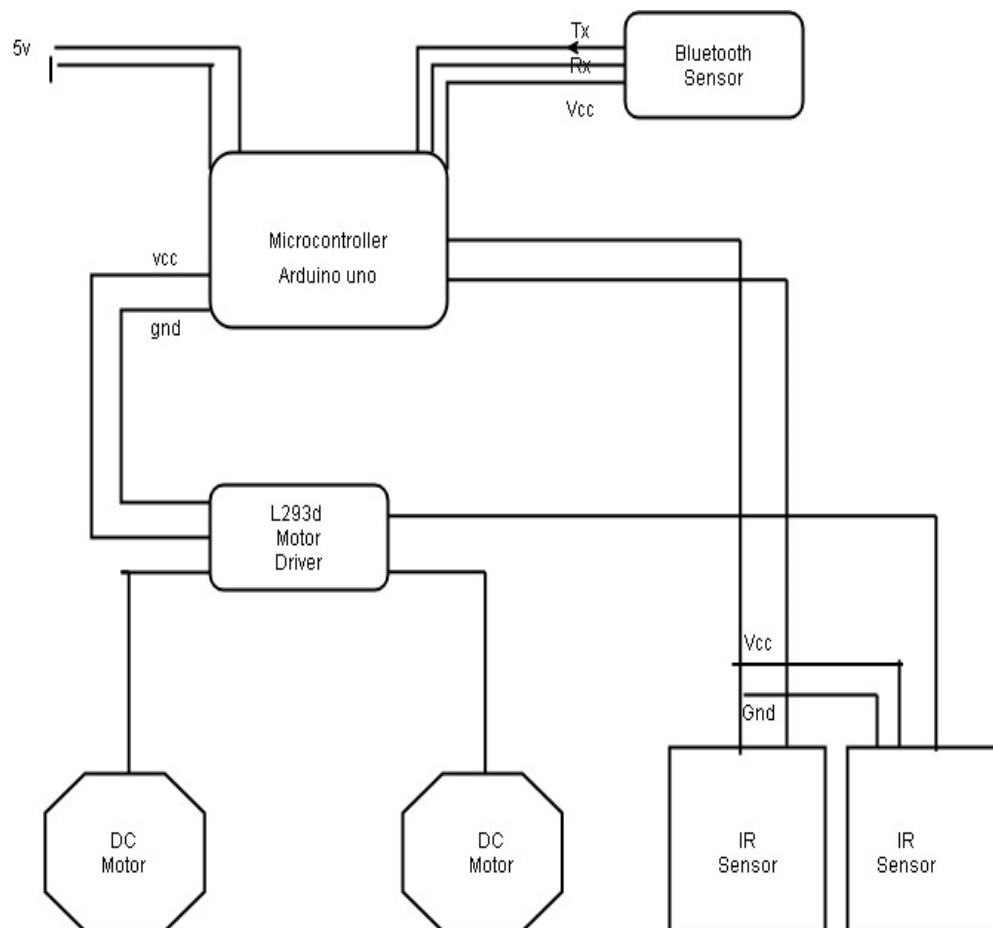 5v
Tx
Rx
Vcc
Bluetooth
Sensor
Microcontroller
Arduino uno
vcc
gnd
L293d
Motor
Driver
Vcc
Gnd
DC
Motor
DC
Motor
IR
Sensor
IR
Sensor